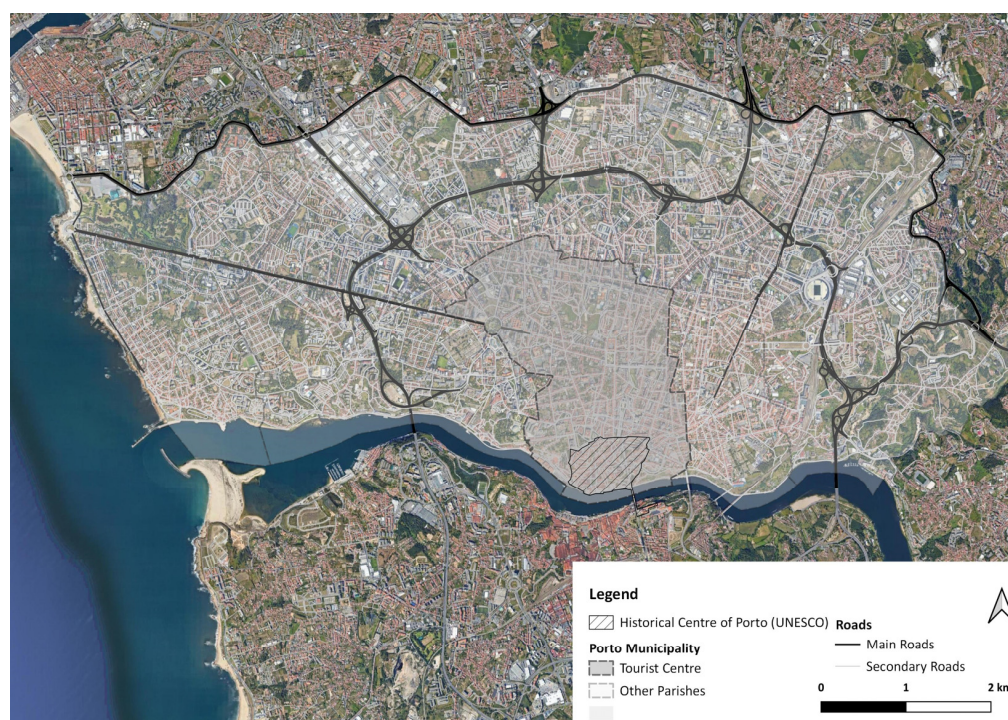 Legend
Historical Centre of Porto (UNESCO)
Porto Municipality
Tourist Centre
Other Parishes
Roads
Main Roads
Secondary Roads
0 1 2 km